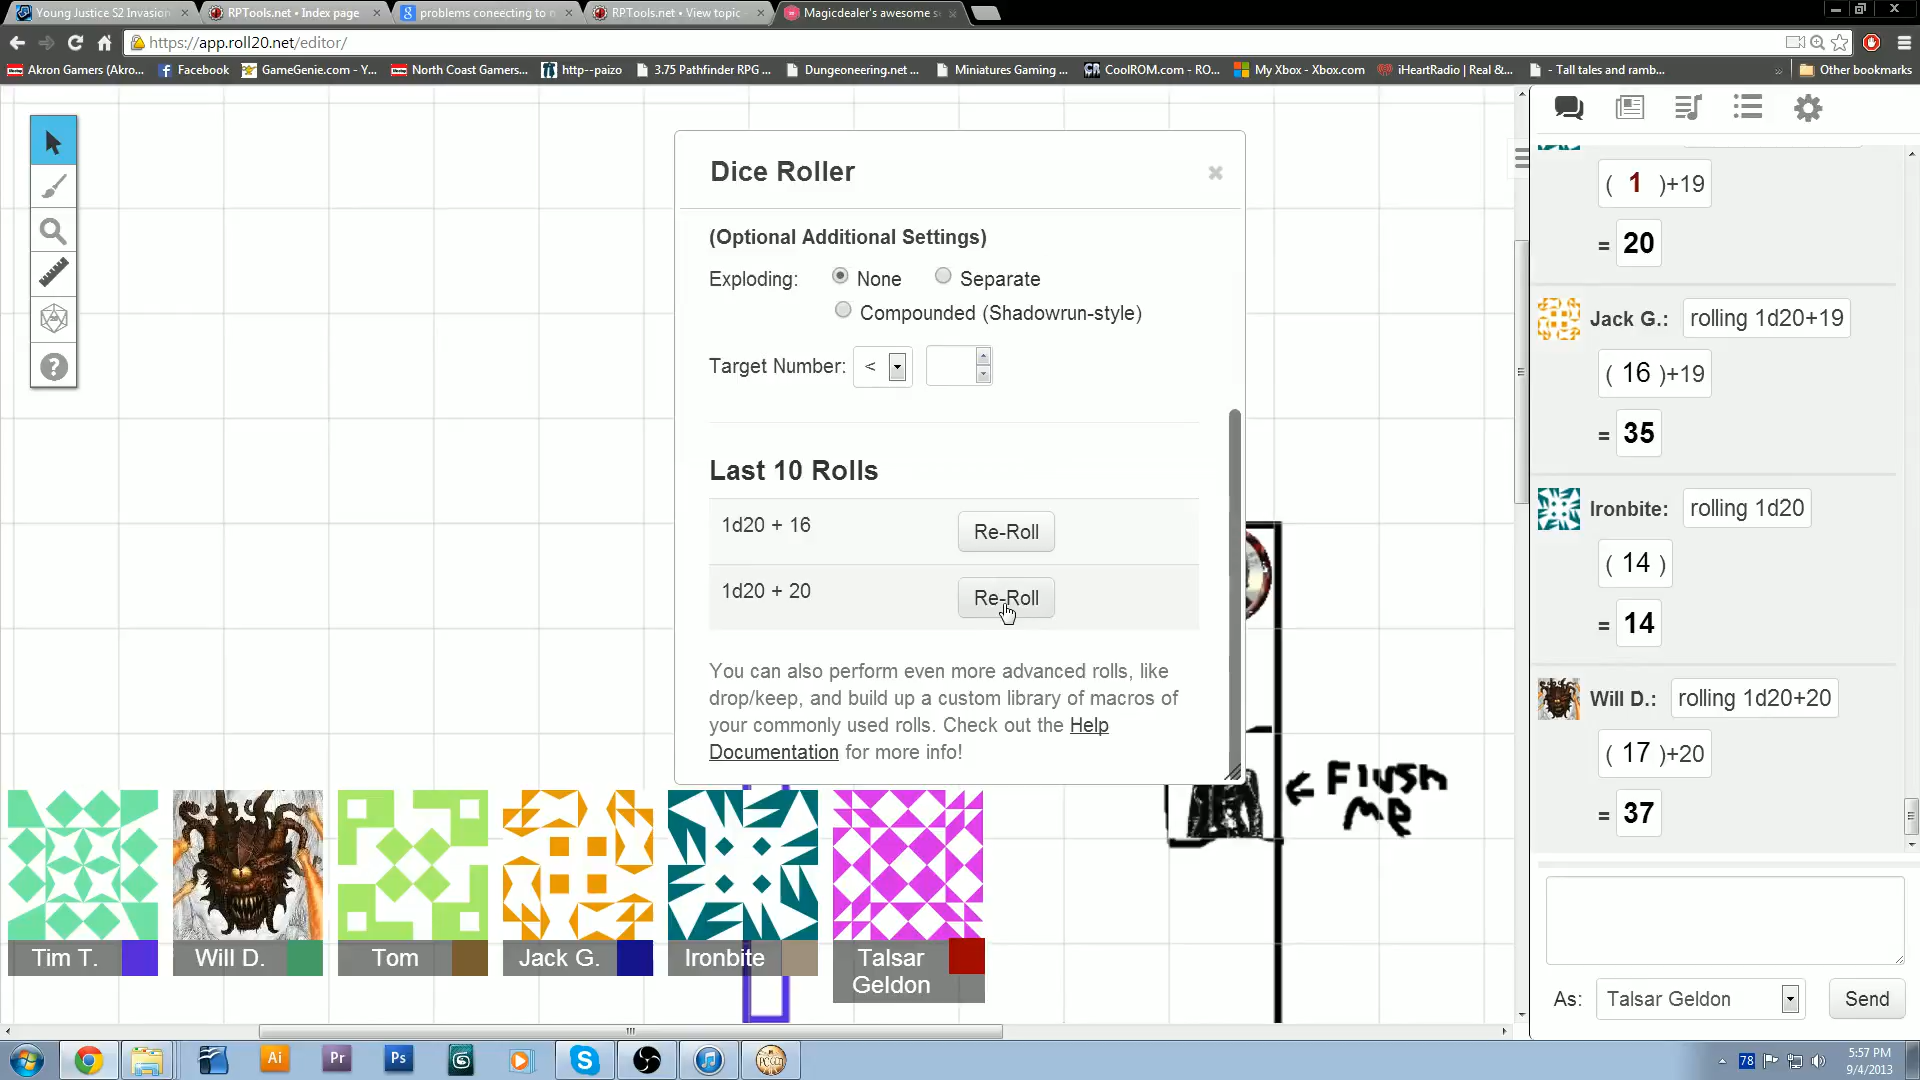 Young Justice S2 Invasion
RPTools.net • Index page
problems coneecting to n
RPTools.net • View topic -
Magicdealer's awesome s
https://app.roll20.net/editor/
Akron Gamers (Akro...
Facebook
GameGenie.com - Y...
North Coast Gamers...
http--paizo
3.75 Pathfinder RPG ...
Dungeoneering.net ...
Miniatures Gaming ...
CoolROM.com - RO...
My Xbox - Xbox.com
iHeartRadio | Real &...
- Tall tales and ramb...
»
Other bookmarks
Dice Roller
(Optional Additional Settings)
Exploding: None Separate
Compounded (Shadowrun-style)
Target Number: <
Last 10 Rolls
1d20 + 16 Re-Roll
1d20 + 20 Re-Roll
You can also perform even more advanced rolls, like
drop/keep, and build up a custom library of macros of
your commonly used rolls. Check out the Help
Documentation for more info!
( 1 )+19
= 20
Jack G.: rolling 1d20+19
( 16 )+19
= 35
Ironbite: rolling 1d20
( 14 )
= 14
Will D.: rolling 1d20+20
( 17 )+20
= 37
Flush
Me
Tim T.
Will D.
Tom
Jack G.
Ironbite
Talsar
Geldon
As: Talsar Geldon Send
Ai
Pr
Ps
78
5:57 PM
9/4/2013